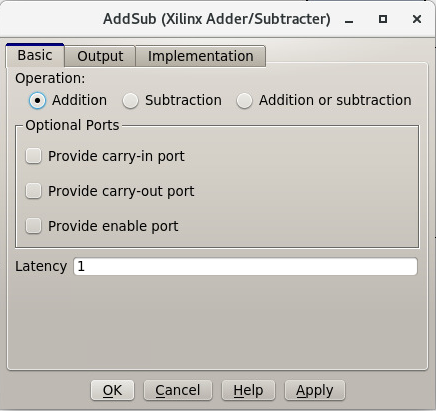 AddSub (Xilinx Adder/Subtracter)
Basic Output Implementation
Operation:
Addition Subtraction Addition or subtraction
Optional Ports
Provide carry-in port
Provide carry-out port
Provide enable port
Latency 1
OK Cancel Help Apply